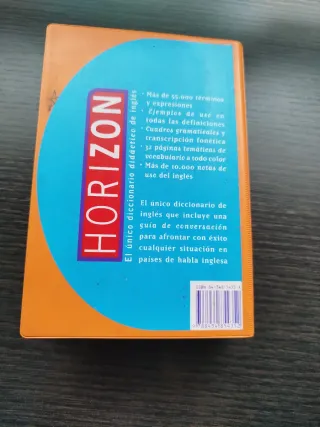 HORIZON
El único diccionario didáctico de inglés
· Más de 55.000 términos
y expresiones
· Ejemplos de uso en
todas las definiciones
· Cuadros gramaticales y
transcripción fonética
· 32 páginas temáticas de
vocabulario a todo color
· Más de 10.000 notas de
uso del inglés
El único diccionario de
inglés que incluye una
guía de conversación
para afrontar con éxito
cualquier situación en
países de habla inglesa